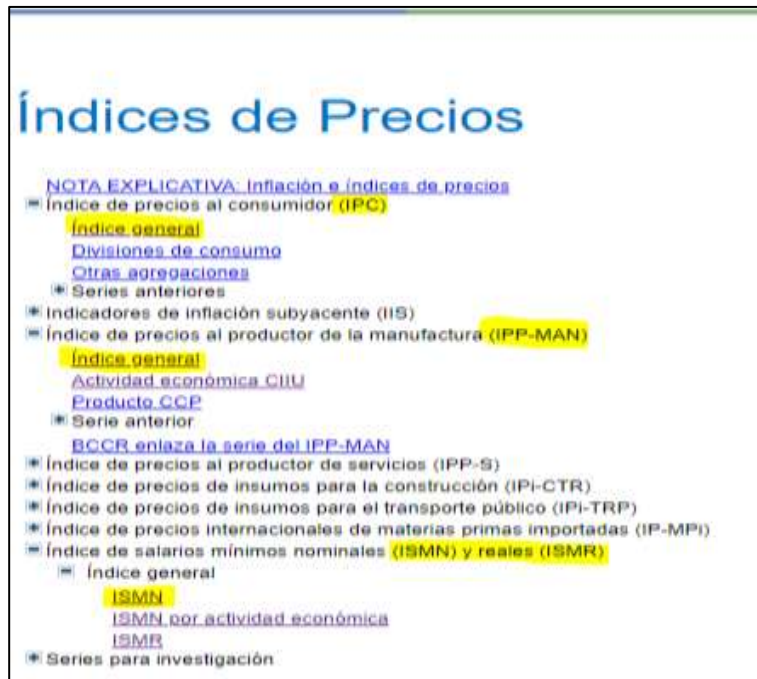 Índices de Precios
NOTA EXPLICATIVA: Inflación e índices de precios
Índice de precios al consumidor (IPC)
Índice general
Divisiones de consumo
Otras agregaciones
Series anteriores
Indicadores de inflación subyacente (IIS)
Índice de precios al productor de la manufactura (IPP-MAN)
Índice general
Actividad económica CIIU
Producto CCP
Serie anterior
BCCR enlaza la serie del IPP-MAN
Índice de precios al productor de servicios (IPP-S)
Índice de precios de insumos para la construcción (IPi-CTR)
Índice de precios de insumos para el transporte público (IPi-TRP)
Índice de precios internacionales de materias primas importadas (IP-MPi)
Índice de salarios mínimos nominales (ISMN) y reales (ISMR)
Índice general
ISMN
ISMN por actividad económica
ISMR
Series para investigación